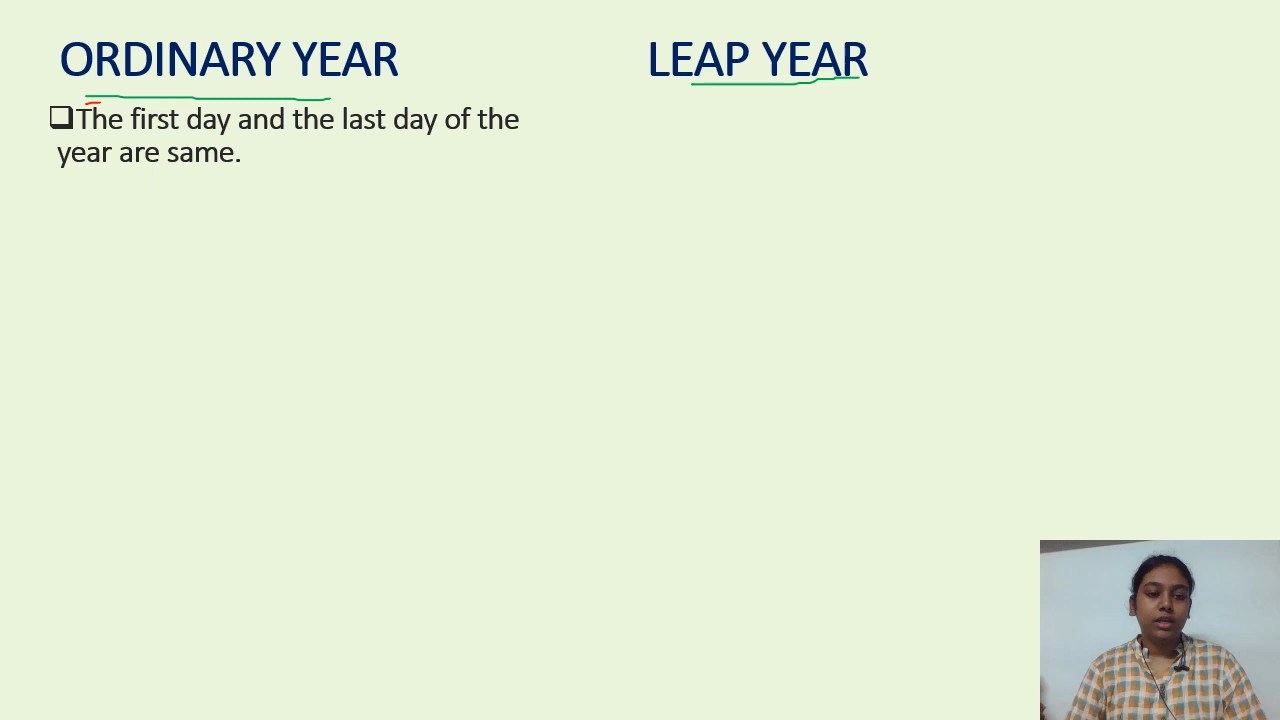 ORDINARY YEAR
LEAP YEAR
The first day and the last day of the
year are same.